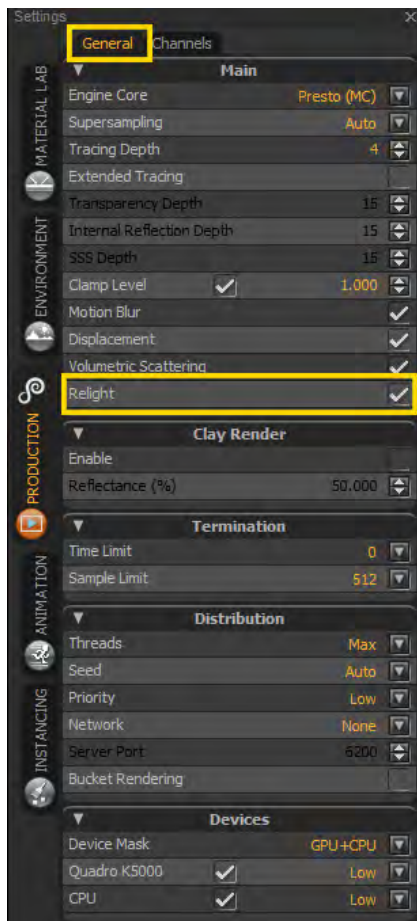 Settings
General Channels
MATERIAL LAB
ENVIRONMENT
PRODUCTION
ANIMATION
INSTANCING
Main
Engine Core Presto (MC)
Supersampling Auto
Tracing Depth 4
Extended Tracing
Transparency Depth 15
Internal Reflection Depth 15
SSS Depth 15
Clamp Level 1.000
Motion Blur
Displacement
Volumetric Scattering
Relight
Clay Render
Enable
Reflectance (%) 50.000
Termination
Time Limit 0
Sample Limit 512
Distribution
Threads Max
Seed Auto
Priority Low
Network None
Server Port 6200
Bucket Rendering
Devices
Device Mask GPU+CPU
Quadro K5000 Low
CPU Low